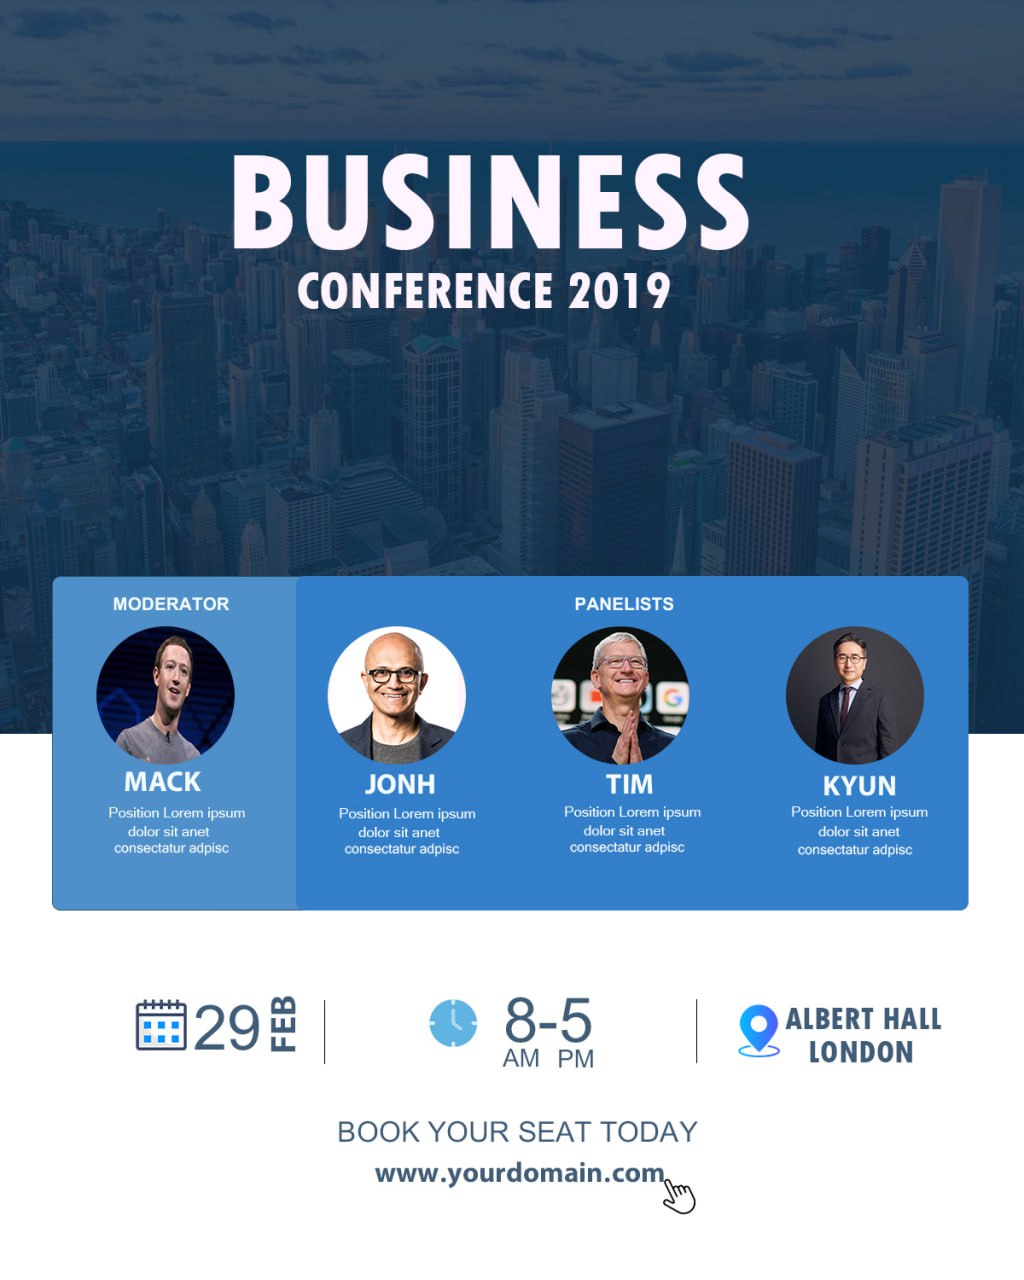 BUSINESS
CONFERENCE 2019
MODERATOR
PANELISTS
MACK
Position Lorem ipsum
dolor sit anet
consectatur adpisc
JONH
Position Lorem ipsum
dolor sit anet
consectatur adpisc
TIM
Position Lorem ipsum
dolor sit anet
consectatur adpisc
KYUN
Position Lorem ipsum
dolor sit anet
consectatur adpisc
29 FEB
8-5
AM PM
ALBERT HALL
LONDON
BOOK YOUR SEAT TODAY
www.yourdomain.com